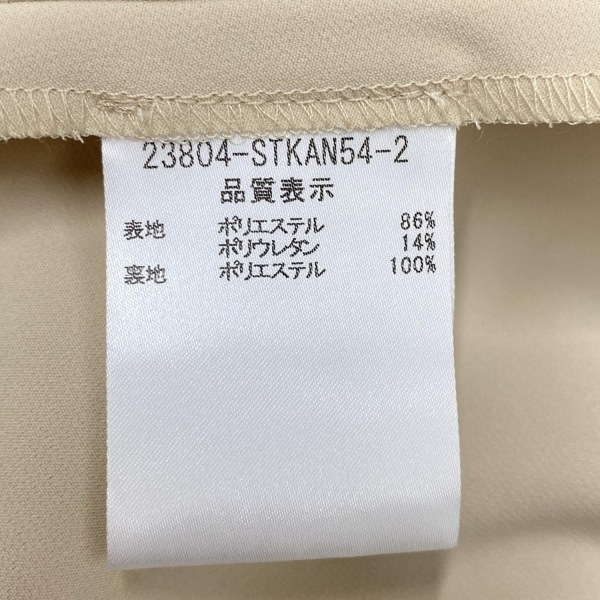 23804-STKAN54-2
品質表示
表地 ポリエステル 86%
ポリウレタン 14%
裏地 ポリエステル 100%